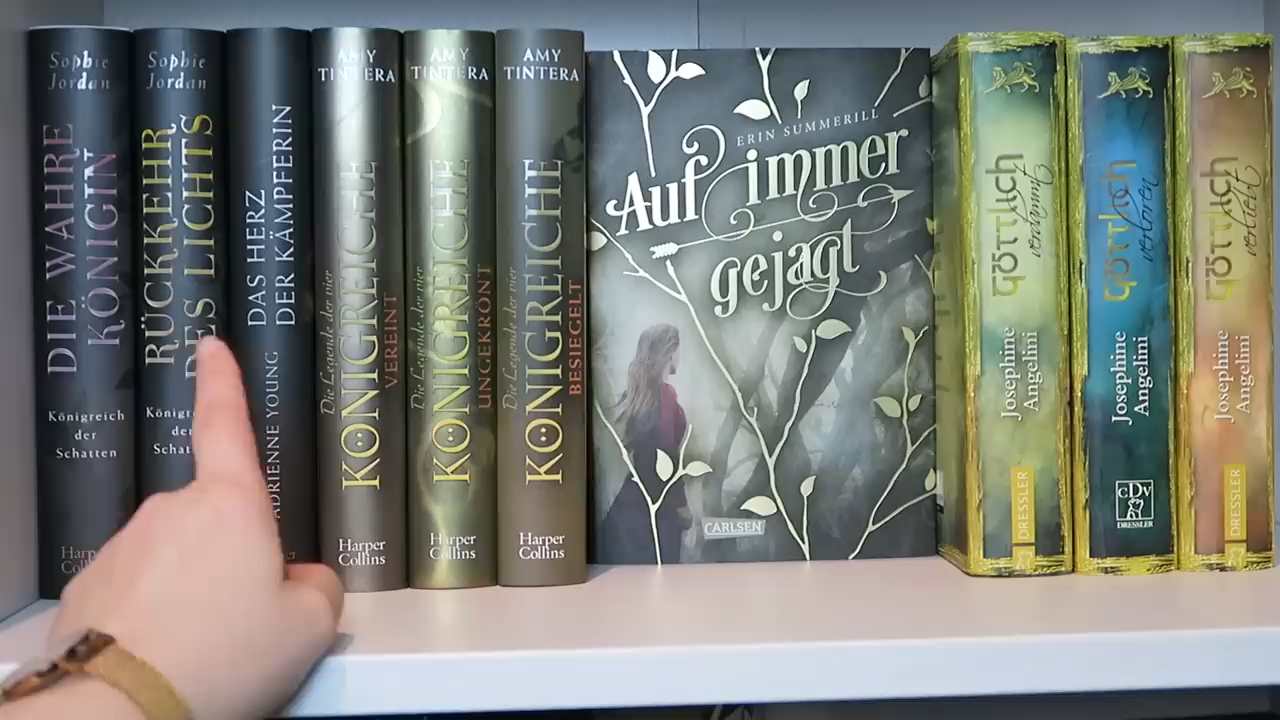 Sophie
Jordan
DIE WAHRE
KÖNIGIN
Königreich
der
Schatten
Harper
Sophie
Jordan
RÜCKKEHR
DES LICHTS
DAS HERZ
DER KÄMPFERIN
ADRIENNE YOUNG
AMY
TINTERA
Die Legende der vier
KÖNIGREICHE
VEREINT
Harper
Collins
AMY
TINTERA
Die Legende der vier
KÖNIGREICHE
UNGEKRÖNT
Harper
Collins
AMY
TINTERA
Die Legende der vier
KÖNIGREICHE
BESIEGELT
Harper
Collins
ERIN SUMMERILL
Auf immer
gejagt
CARLSEN
göttlich
verdammt
Josephine
Angelini
DRESSLER
göttlich
verloren
Josephine
Angelini
CDV
DRESSLER
göttlich
verliebt
Josephine
Angelini
DRESSLER